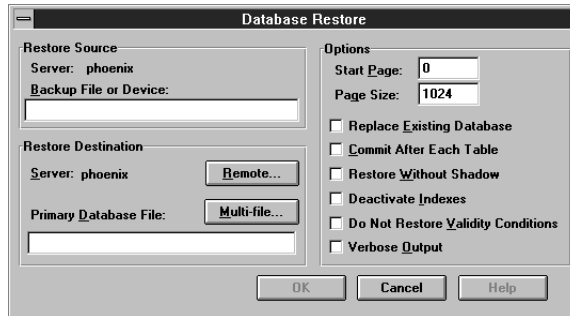 Database Restore
Restore Source
Server: phoenix
Backup File or Device:
Restore Destination
Server: phoenix
Remote...
Primary Database File:
Multi-file...
Options
Start Page: 0
Page Size: 1024
Replace Existing Database
Commit After Each Table
Restore Without Shadow
Deactivate Indexes
Do Not Restore Validity Conditions
Verbose Output
OK
Cancel
Help